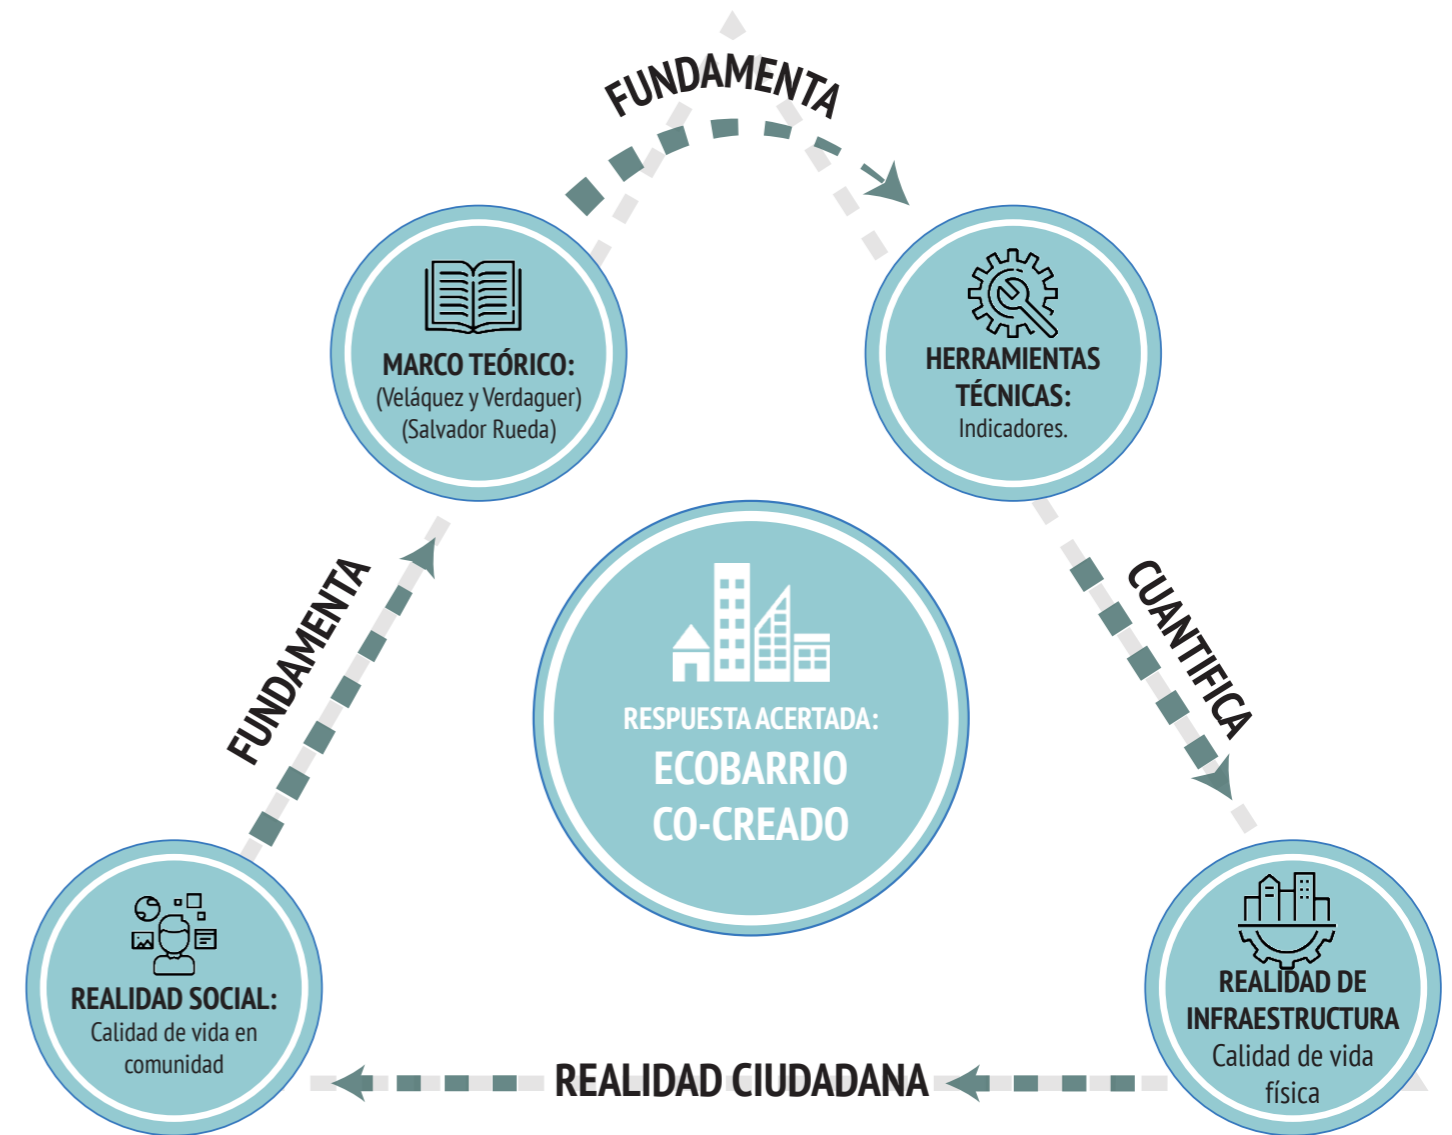 FUNDAMENTA
MARCO TEÓRICO:
(Veláquez y Verdaguer)
(Salvador Rueda)
HERRAMIENTAS
TÉCNICAS:
Indicadores.
FUNDAMENTA
CUANTIFICA
RESPUESTA ACERTADA:
ECOBARRIO
CO-CREADO
REALIDAD SOCIAL:
Calidad de vida en
comunidad
REALIDAD DE
INFRAESTRUCTURA
Calidad de vida
física
REALIDAD CIUDADANA